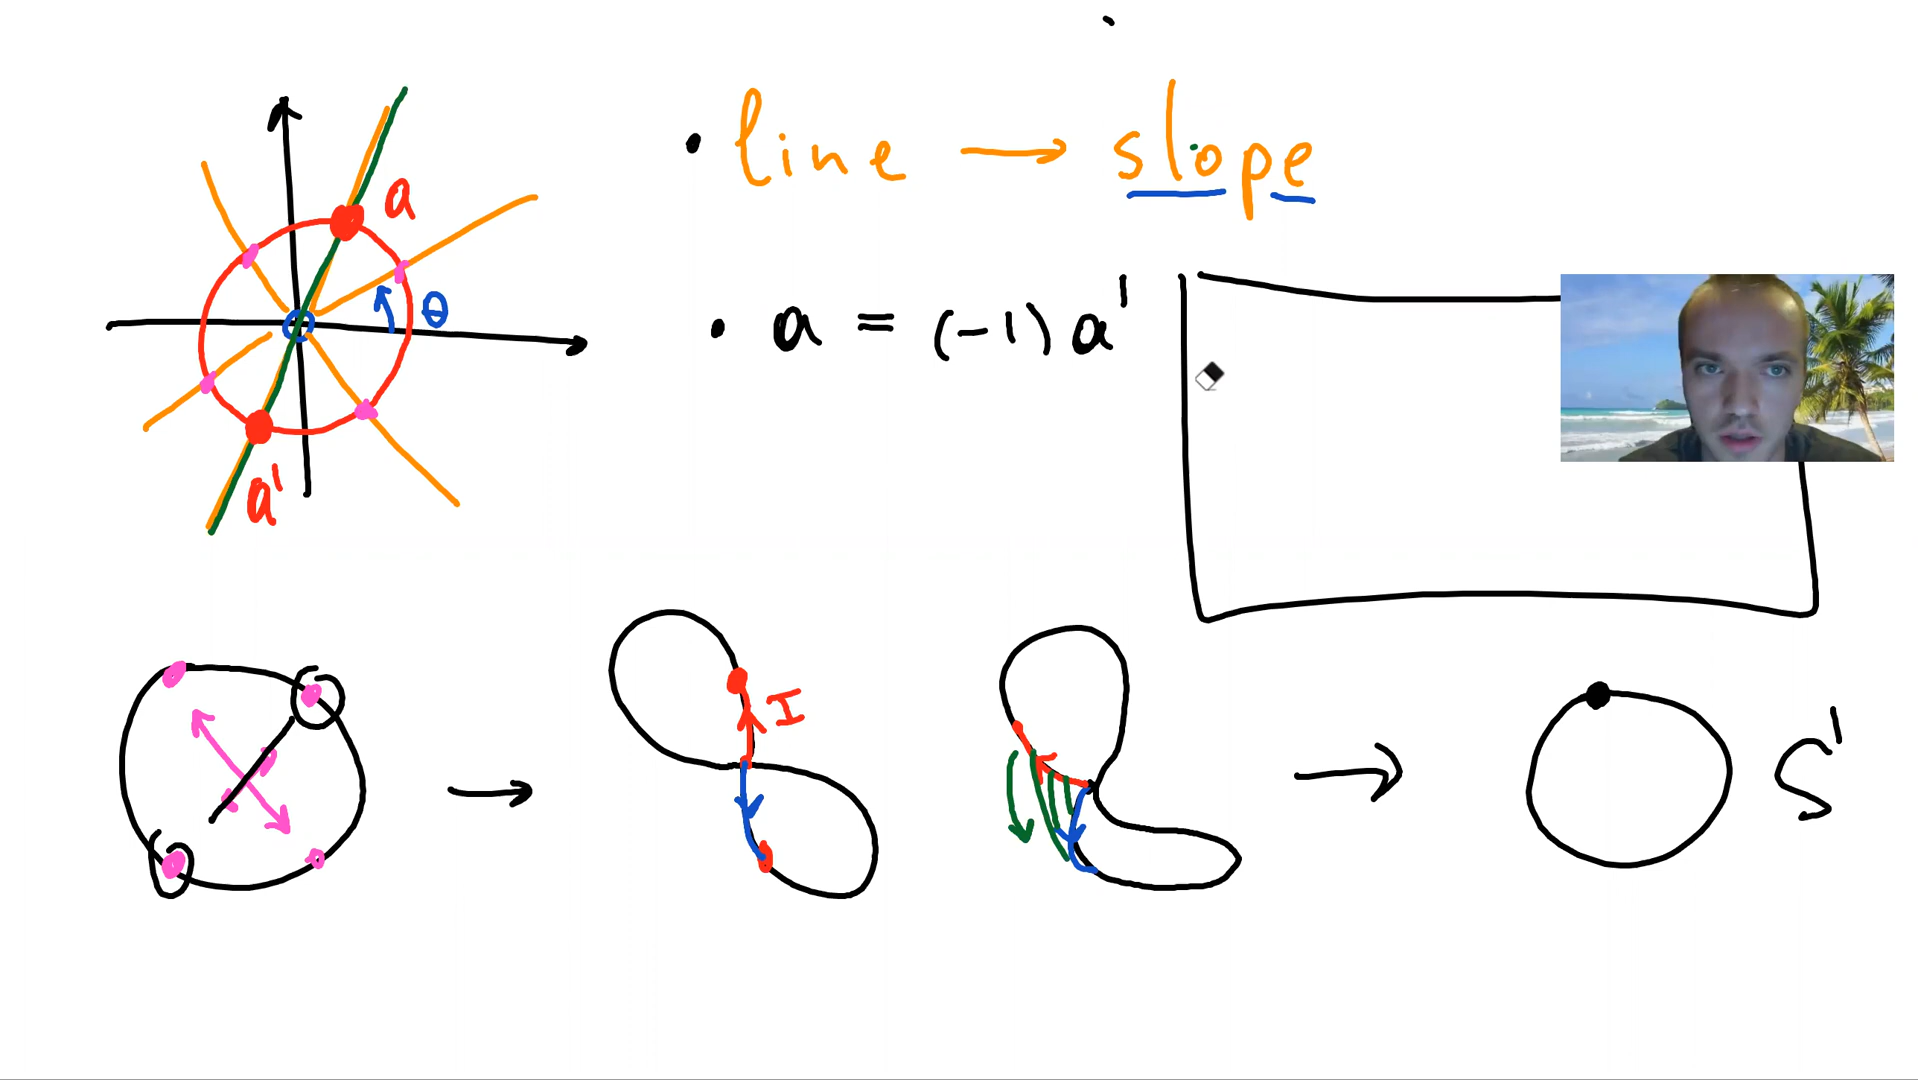 • line → slope
a
θ
• a = (-1) a'
a'
I
→
→
S¹